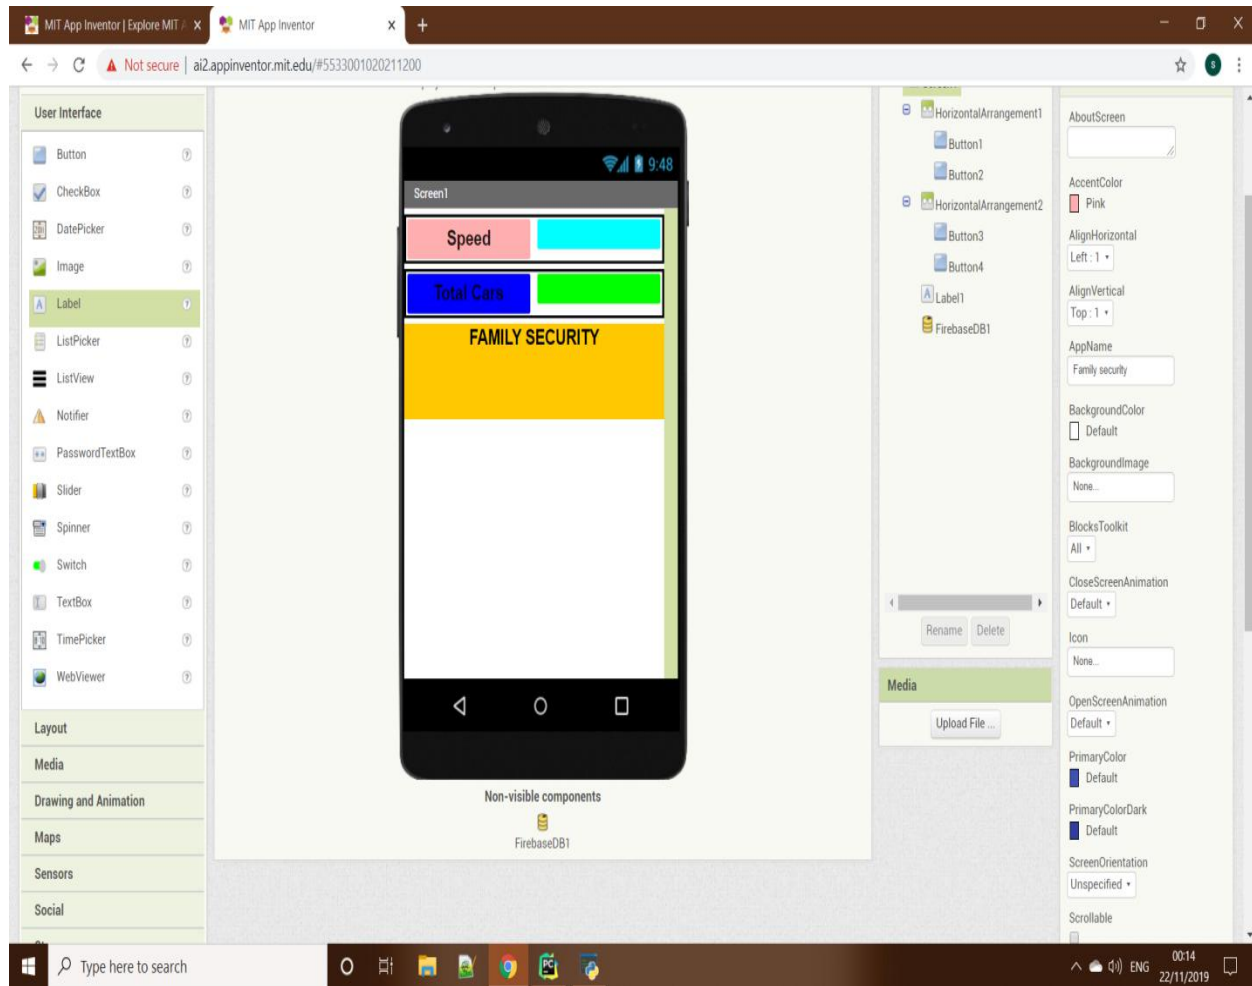 MIT App Inventor | Explore MIT A
MIT App Inventor
Not secure | ai2.appinventor.mit.edu/#5533001020211200
User Interface
Button
CheckBox
DatePicker
Image
Label
ListPicker
ListView
Notifier
PasswordTextBox
Slider
Spinner
Switch
TextBox
TimePicker
WebViewer
Layout
Media
Drawing and Animation
Maps
Sensors
Social
9:48
Screen1
Speed
Total Cars
FAMILY SECURITY
Non-visible components
FirebaseDB1
HorizontalArrangement1
Button1
Button2
HorizontalArrangement2
Button3
Button4
Label1
FirebaseDB1
Rename Delete
Media
Upload File ...
AboutScreen
AccentColor
Pink
AlignHorizontal
Left : 1
AlignVertical
Top : 1
AppName
Family security
BackgroundColor
Default
BackgroundImage
None...
BlocksToolkit
All
CloseScreenAnimation
Default
Icon
None...
OpenScreenAnimation
Default
PrimaryColor
Default
PrimaryColorDark
Default
ScreenOrientation
Unspecified
Scrollable
Type here to search
ENG
00:14
22/11/2019